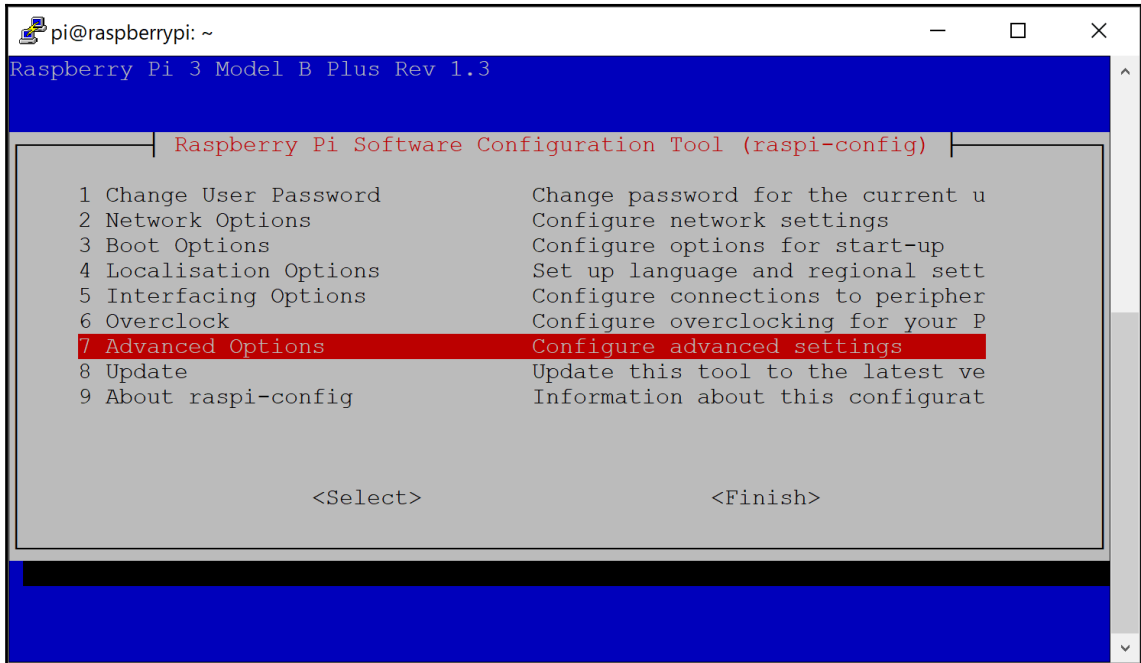 pi@raspberrypi: ~
Raspberry Pi 3 Model B Plus Rev 1.3
Raspberry Pi Software Configuration Tool (raspi-config)
1 Change User Password Change password for the current u
2 Network Options Configure network settings
3 Boot Options Configure options for start-up
4 Localisation Options Set up language and regional sett
5 Interfacing Options Configure connections to peripher
6 Overclock Configure overclocking for your P
7 Advanced Options Configure advanced settings
8 Update Update this tool to the latest ve
9 About raspi-config Information about this configurat
<Select> <Finish>